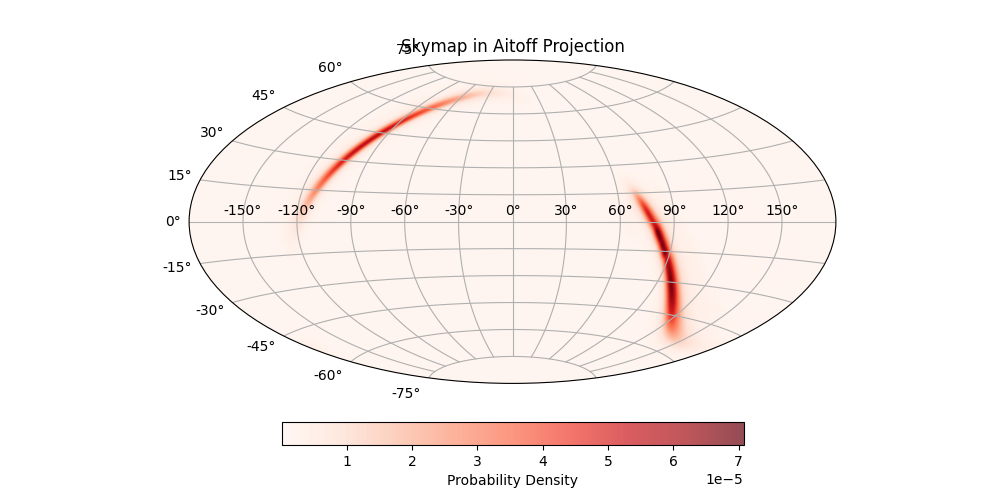 75°
Skymap in Aitoff Projection
60°
45°
30°
15°
-150° -120° -90° -60° -30° 0° 30° 60° 90° 120° 150°
0°
-15°
-30°
-45°
-60°
-75°
1 2 3 4 5 6 7
1e−5
Probability Density